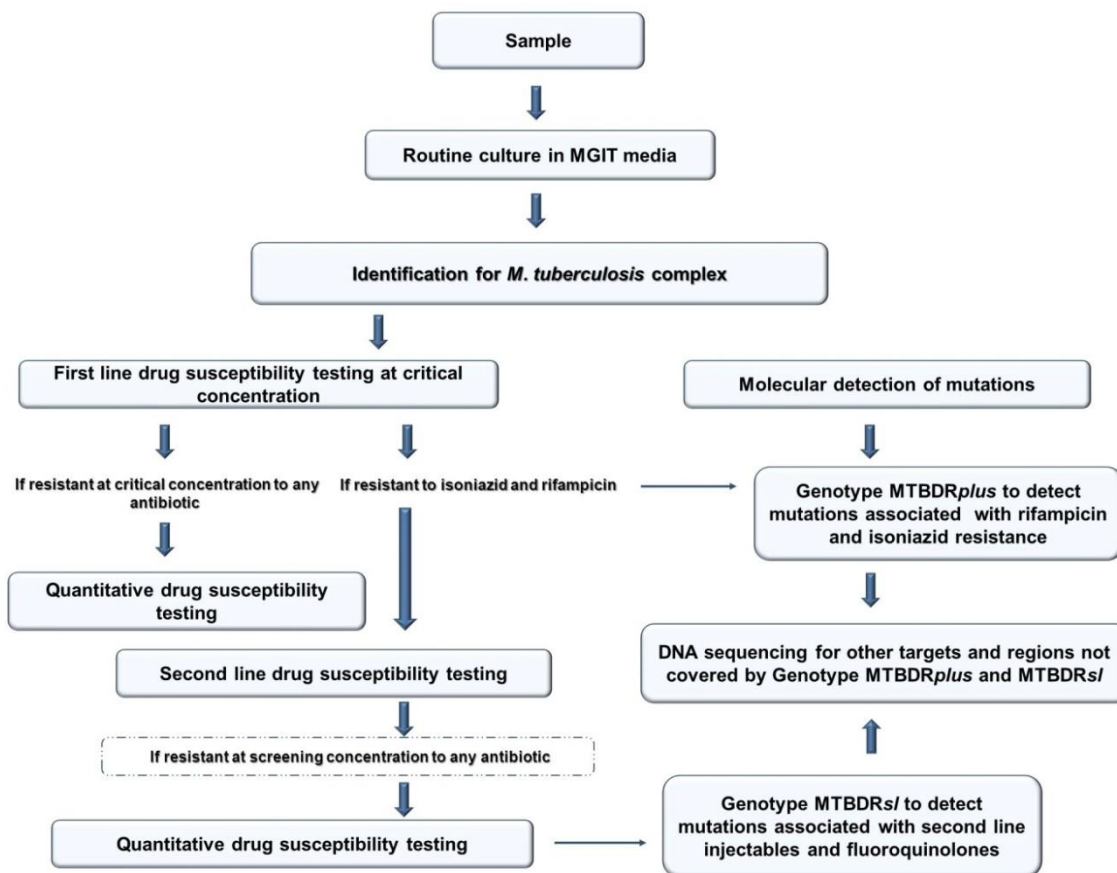 Sample
Routine culture in MGIT media
Identification for M. tuberculosis complex
First line drug susceptibility testing at critical
concentration
Molecular detection of mutations
If resistant at critical concentration to any
antibiotic
If resistant to isoniazid and rifampicin
Genotype MTBDRplus to detect
mutations associated with rifampicin
and isoniazid resistance
Quantitative drug susceptibility
testing
Second line drug susceptibility testing
DNA sequencing for other targets and regions not
covered by Genotype MTBDRplus and MTBDRsl
If resistant at screening concentration to any antibiotic
Quantitative drug susceptibility testing
Genotype MTBDRsl to detect
mutations associated with second line
injectables and fluoroquinolones